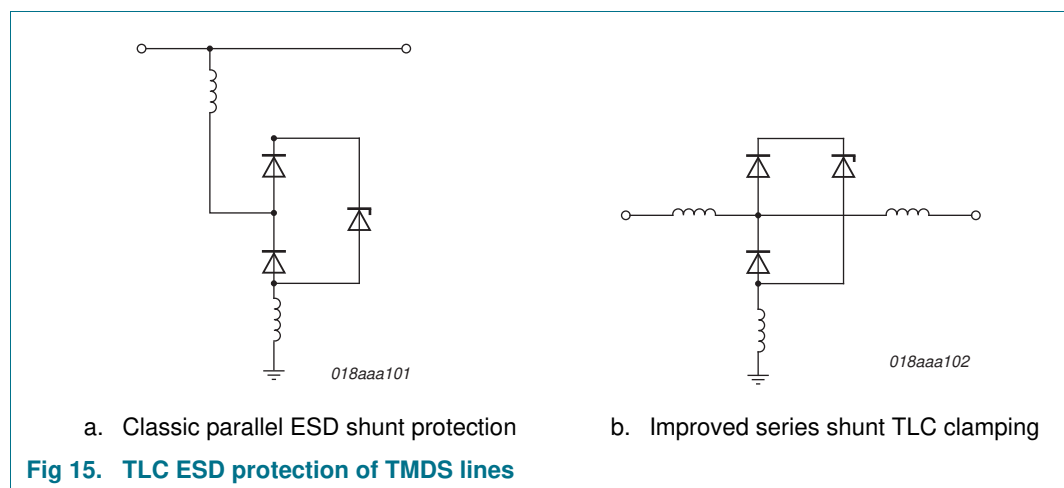 018aaa101
018aaa102
a. Classic parallel ESD shunt protection
b. Improved series shunt TLC clamping
Fig 15. TLC ESD protection of TMDS lines